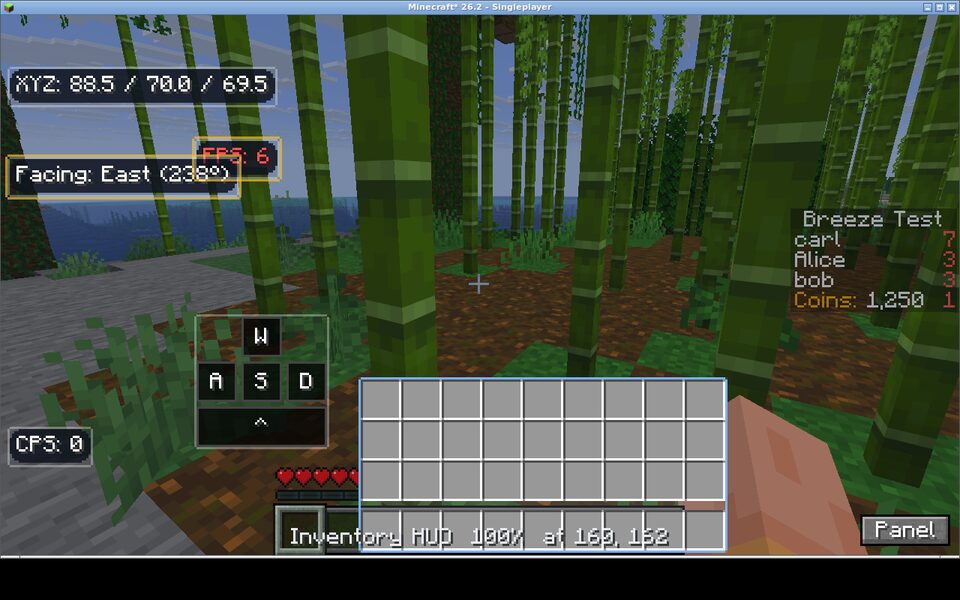 Minecraft* 26.2 - Singleplayer
XYZ: 88.5 / 70.0 / 69.5
FPS: 6
Facing: East (238°)
Breeze Test
carl 7
Alice 3
bob 3
Coins: 1,250 1
W
A S D
^
CPS: 0
Inventory HUD 100% at 160, 162
Panel